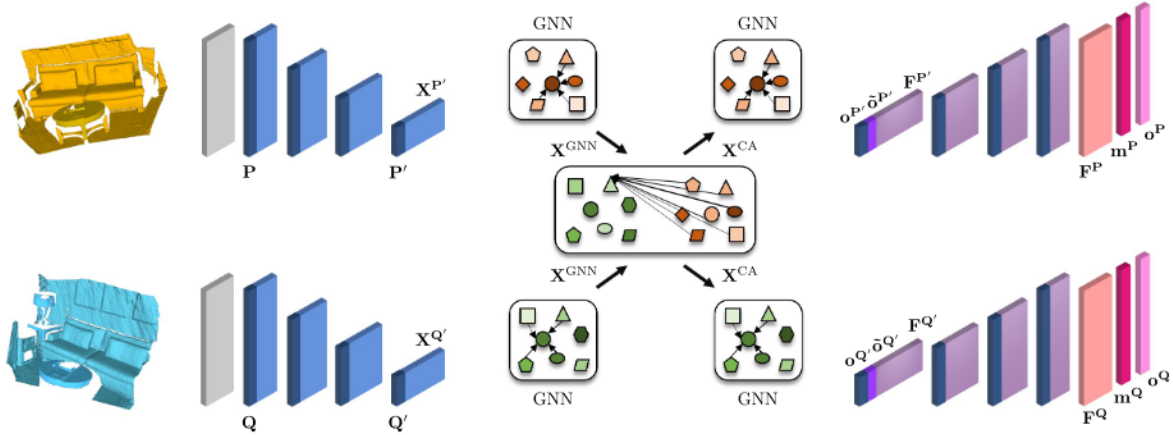 GNN GNN
X^P′ o^P′ õ^P′ F^P′
X^GNN X^CA
P P′ F^P m^P o^P
X^GNN X^CA
X^Q′ o^Q′ õ^Q′ F^Q′
GNN GNN
Q Q′ F^Q m^Q o^Q